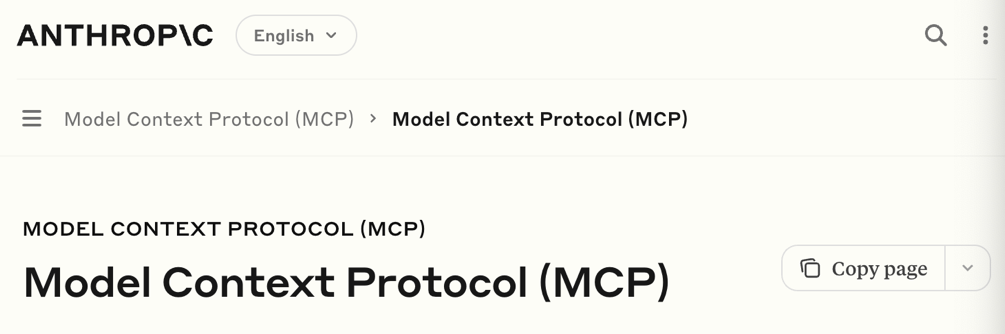 ANTHROP\C English
Model Context Protocol (MCP) › Model Context Protocol (MCP)
MODEL CONTEXT PROTOCOL (MCP)
Model Context Protocol (MCP)
Copy page